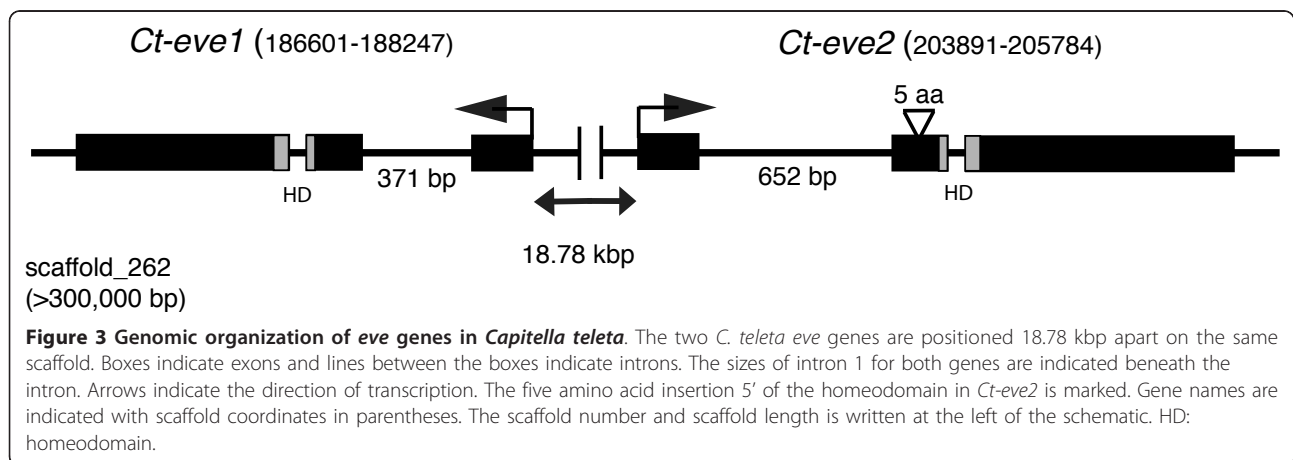 Ct-eve1 (186601-188247)
Ct-eve2 (203891-205784)
5 aa
371 bp
652 bp
HD
HD
18.78 kbp
scaffold_262
(>300,000 bp)
Figure 3 Genomic organization of eve genes in Capitella teleta. The two C. teleta eve genes are positioned 18.78 kbp apart on the same
scaffold. Boxes indicate exons and lines between the boxes indicate introns. The sizes of intron 1 for both genes are indicated beneath the
intron. Arrows indicate the direction of transcription. The five amino acid insertion 5’ of the homeodomain in Ct-eve2 is marked. Gene names are
indicated with scaffold coordinates in parentheses. The scaffold number and scaffold length is written at the left of the schematic. HD:
homeodomain.